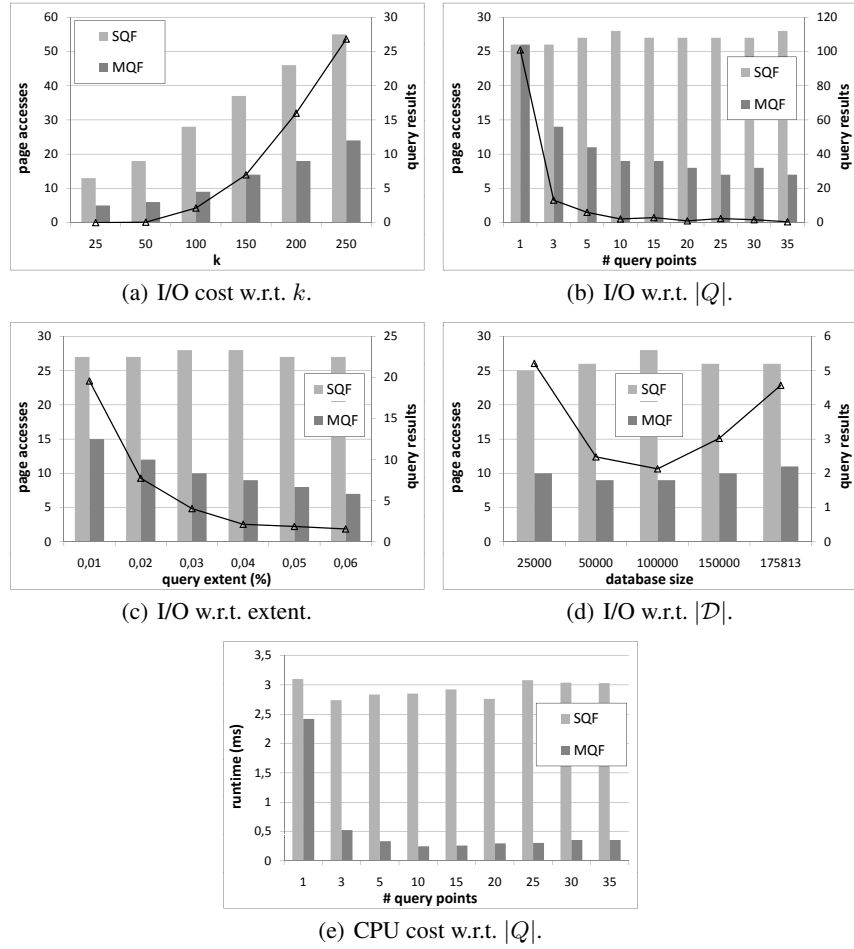 60 30
50 25
40 20
30 15
20 10
10 5
0 0
SQF
MQF
page accesses
query results
25 50 100 150 200 250
k
(a) I/O cost w.r.t. k.
30 120
25 100
20 80
15 60
10 40
5 20
0 0
SQF
MQF
page accesses
query results
1 3 5 10 15 20 25 30 35
# query points
(b) I/O w.r.t. |Q|.
30 25
25 20
20 15
15 10
10 5
5 0
0
SQF
MQF
page accesses
query results
0,01 0,02 0,03 0,04 0,05 0,06
query extent (%)
(c) I/O w.r.t. extent.
30 6
25 5
20 4
15 3
10 2
5 1
0 0
SQF
MQF
page accesses
query results
25000 50000 100000 150000 175813
database size
(d) I/O w.r.t. |𝒟|.
3,5
3
2,5
2
1,5
1
0,5
0
SQF
MQF
runtime (ms)
1 3 5 10 15 20 25 30 35
# query points
(e) CPU cost w.r.t. |Q|.